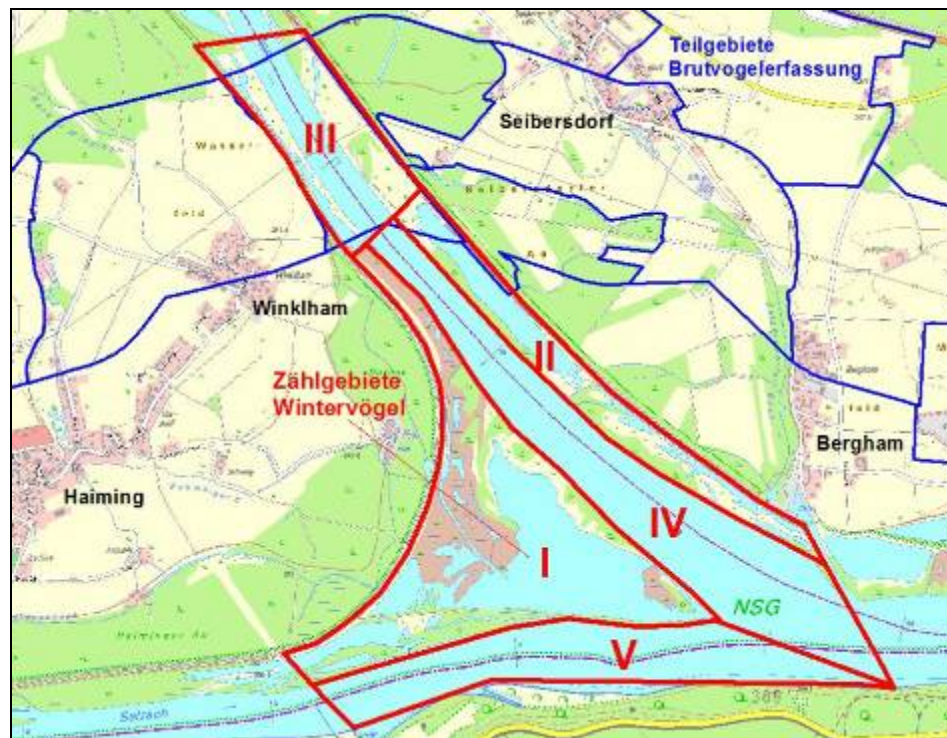 Teilgebiete
Brutvogelerfassung
Seibersdorf
III
Winklham
II
Zählgebiete
Wintervögel
Bergham
Haiming
IV
I
NSG
V
Salzach